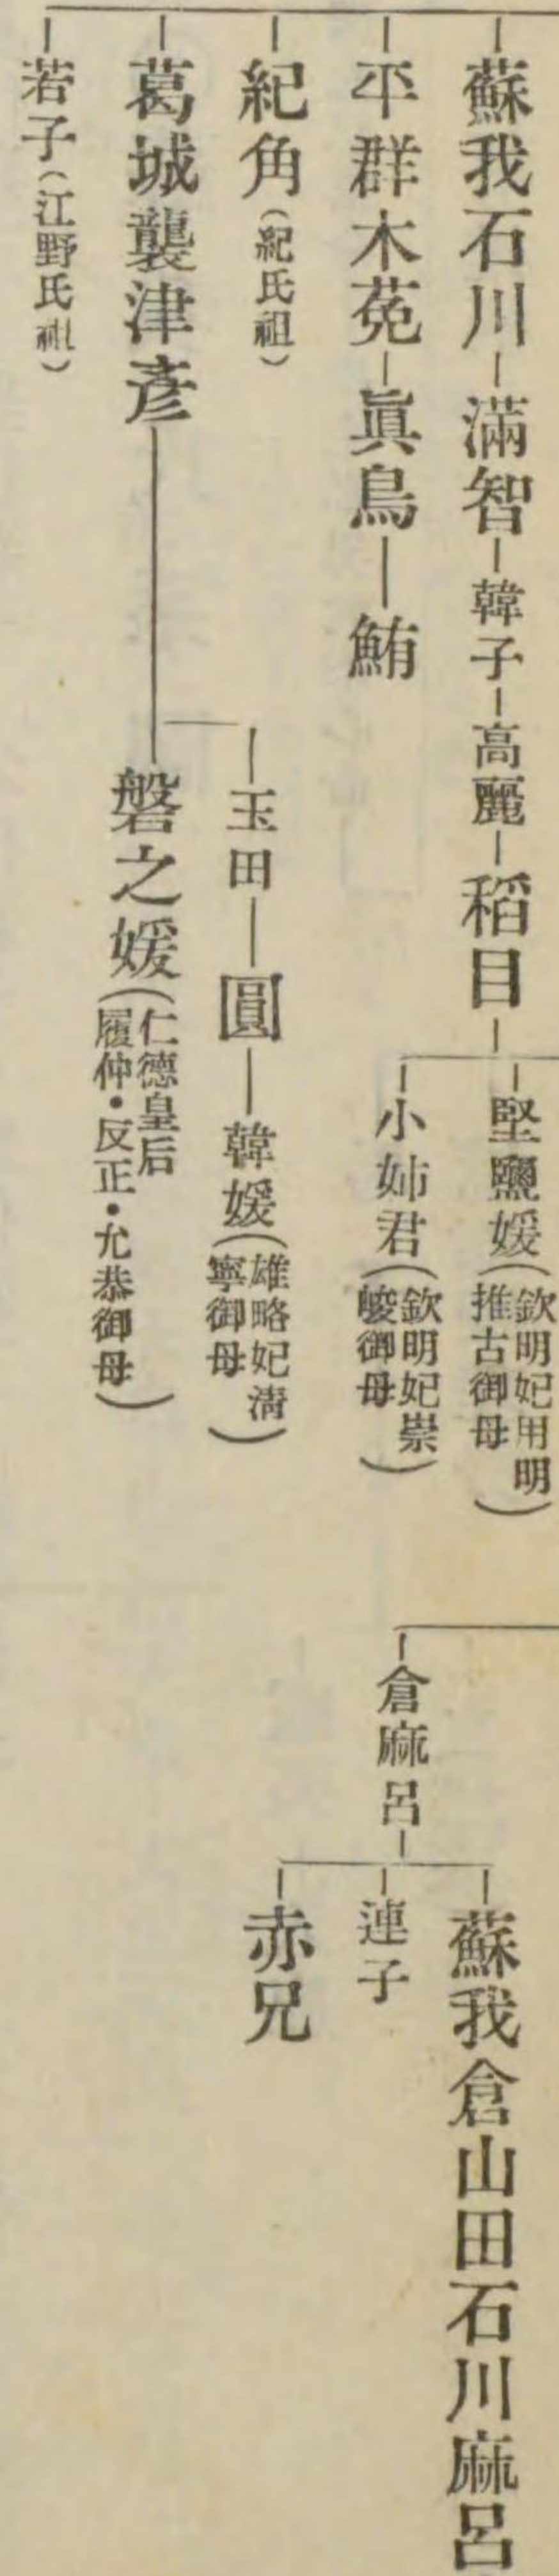 蘇我石川―滿智―韓子―高麗―稻目
堅鹽媛(欽明妃用明
推古御母)
小姉君(欽明妃崇
峻御母)
蘇我倉山田石川麻呂
連子
倉麻呂
赤兄
平群木菟―眞鳥―鮪
紀角(紀氏祖)
玉田―圓―韓媛(雄略妃淸
寧御母)
葛城襲津彥
磐之媛(仁德皇后
履仲・反正・允恭御母)
若子(江野氏祖)